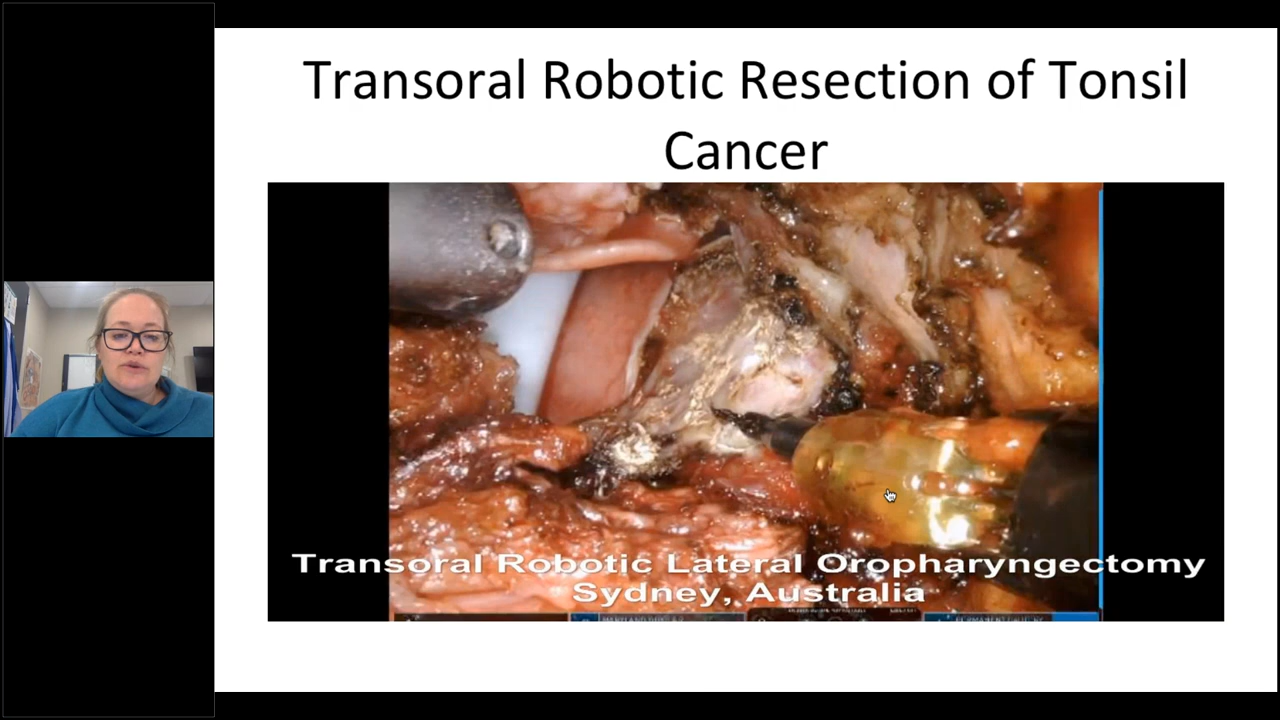 Transoral Robotic Resection of Tonsil
Cancer
Transoral Robotic Lateral Oropharyngectomy
Sydney, Australia